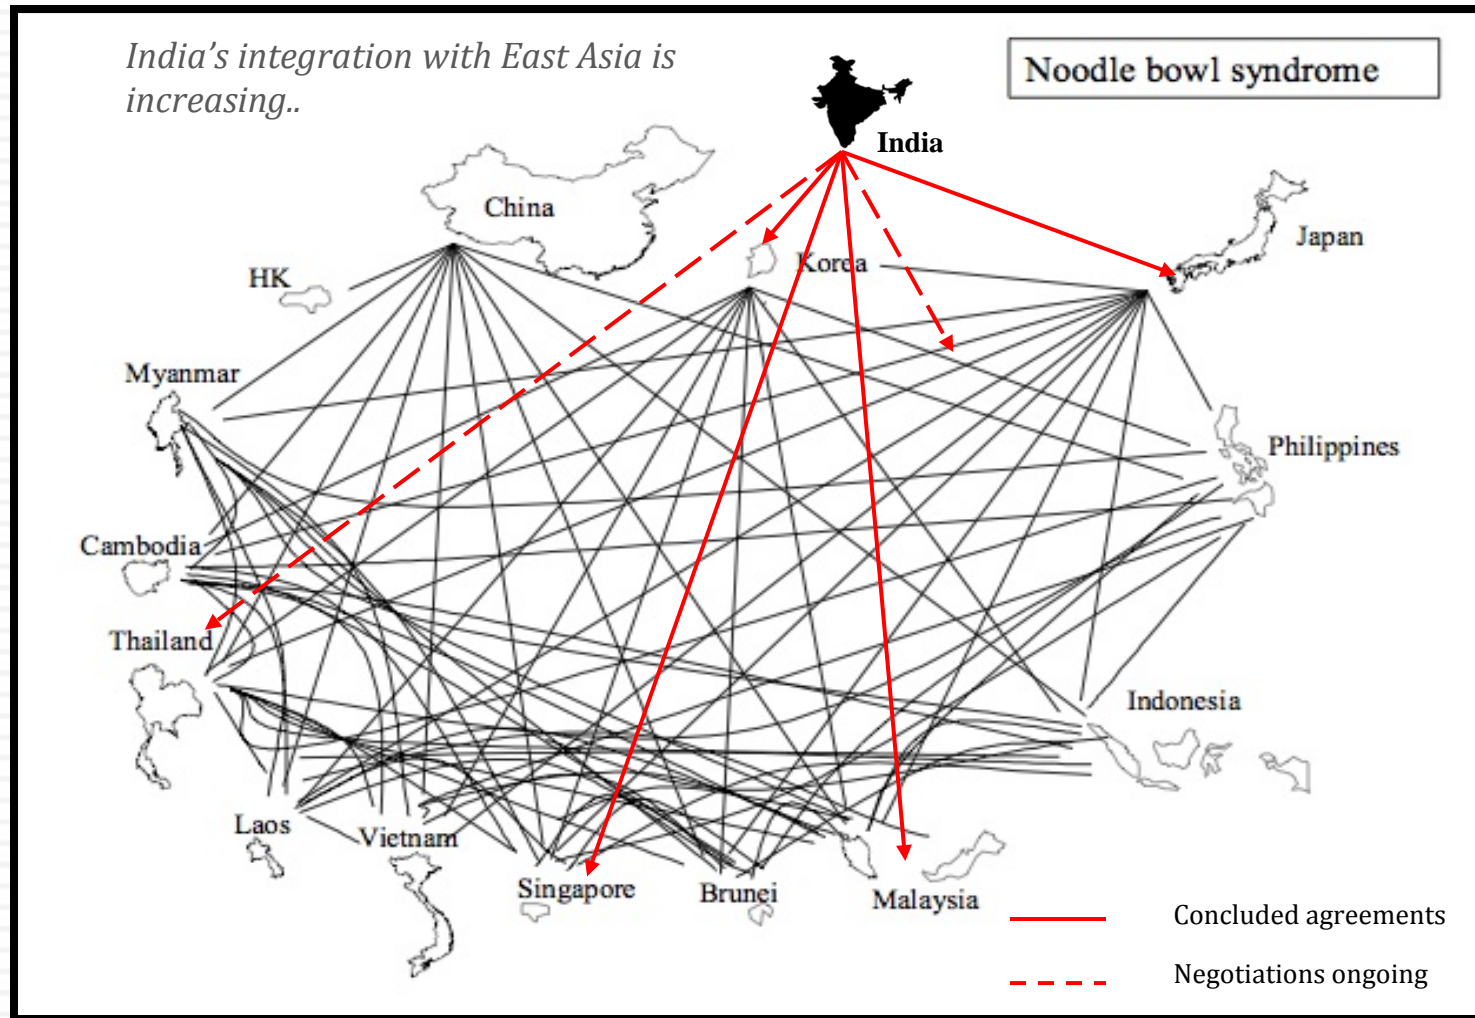 India’s integration with East Asia is
increasing..
Noodle bowl syndrome
India
China
Japan
HK
Korea
Myanmar
Philippines
Cambodia
Thailand
Indonesia
Laos
Vietnam
Singapore
Brunei
Malaysia
Concluded agreements
Negotiations ongoing